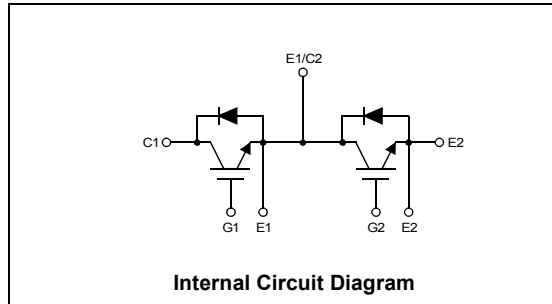 E1/C2
C1 E2
G1 E1 G2 E2
Internal Circuit Diagram